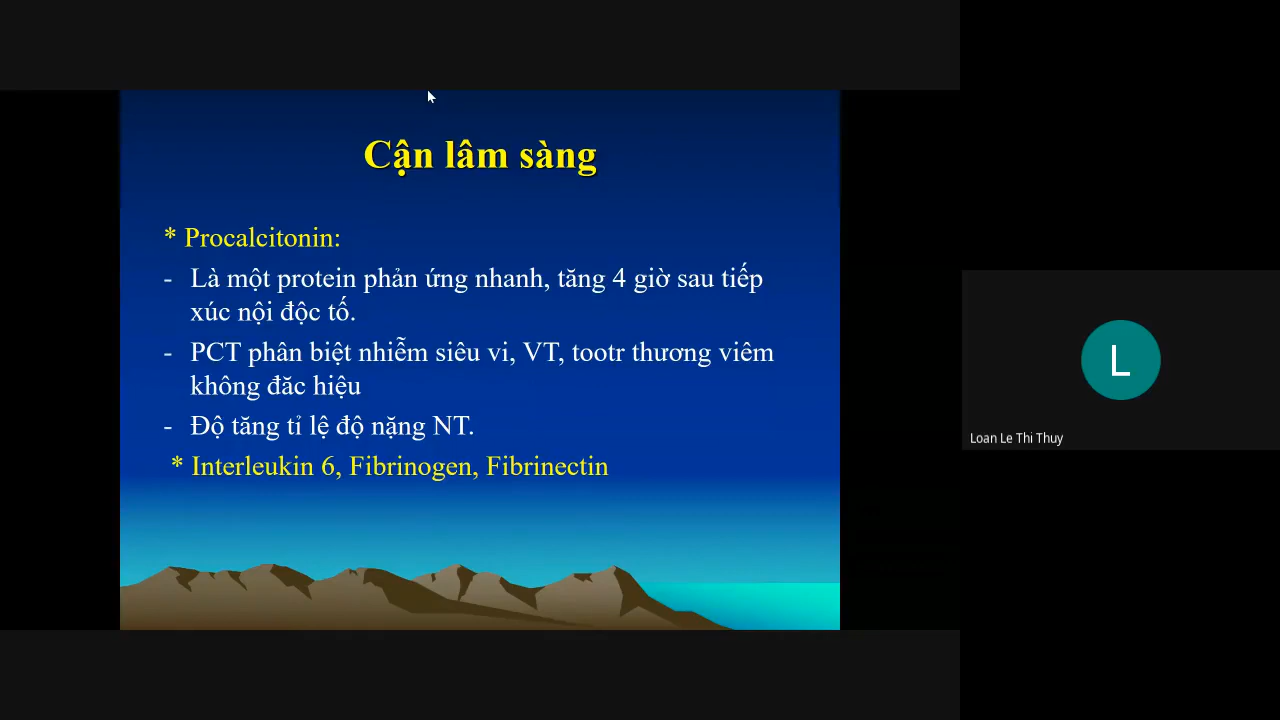 Cận lâm sàng
* Procalcitonin:
- Là một protein phản ứng nhanh, tăng 4 giờ sau tiếp
xúc nội độc tố.
- PCT phân biệt nhiễm siêu vi, VT, tootr thương viêm
không đăc hiệu
- Độ tăng tỉ lệ độ nặng NT.
* Interleukin 6, Fibrinogen, Fibrinectin
L
Loan Le Thi Thuy